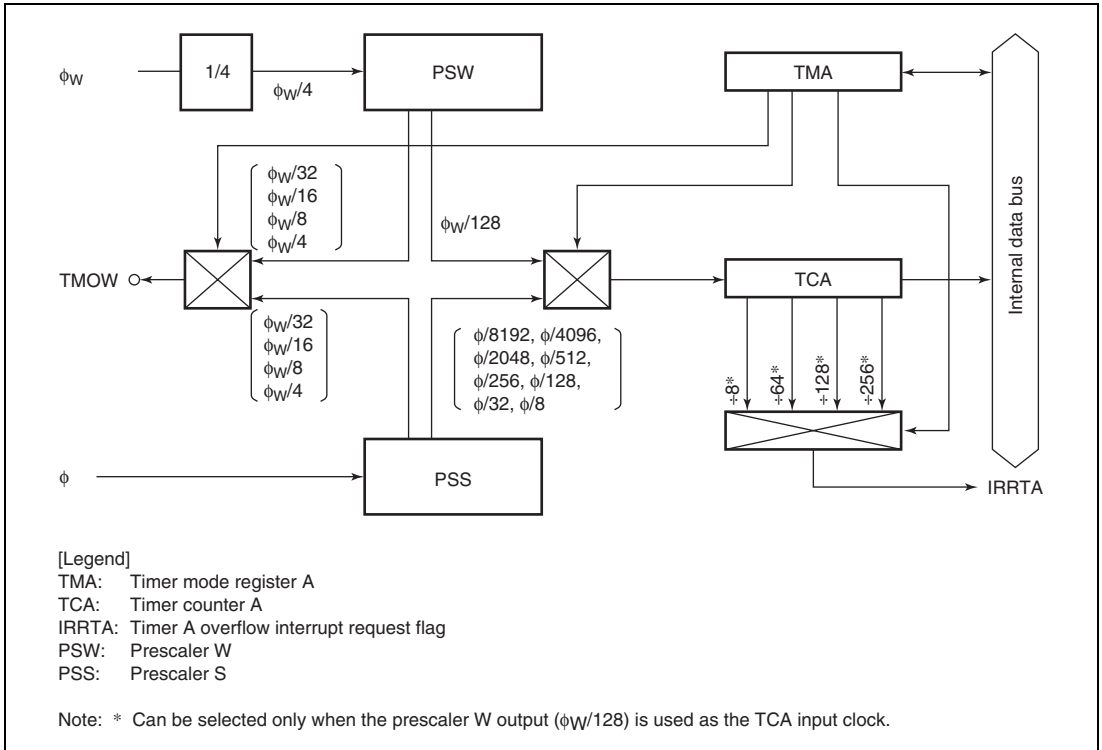 ϕW
1/4
ϕW/4
PSW
TMA
Internal data bus
ϕW/32
ϕW/16
ϕW/8
ϕW/4
ϕW/128
TMOW
TCA
ϕW/32
ϕW/16
ϕW/8
ϕW/4
ϕ/8192, ϕ/4096,
ϕ/2048, ϕ/512,
ϕ/256, ϕ/128,
ϕ/32, ϕ/8
÷8*
÷64*
÷128*
÷256*
ϕ
PSS
IRRTA
[Legend]
TMA: Timer mode register A
TCA: Timer counter A
IRRTA: Timer A overflow interrupt request flag
PSW: Prescaler W
PSS: Prescaler S
Note: * Can be selected only when the prescaler W output (ϕW/128) is used as the TCA input clock.